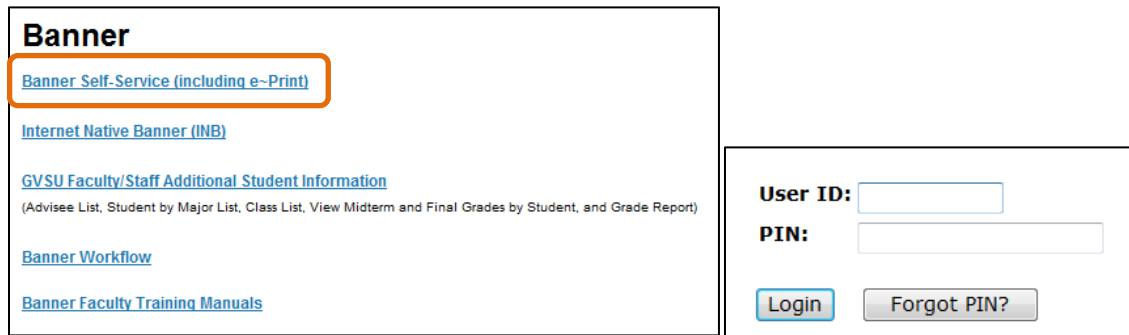 Banner
Banner Self-Service (including e~Print)
Internet Native Banner (INB)
GVSU Faculty/Staff Additional Student Information
(Advisee List, Student by Major List, Class List, View Midterm and Final Grades by Student, and Grade Report)
Banner Workflow
Banner Faculty Training Manuals
User ID:
PIN:
Login Forgot PIN?